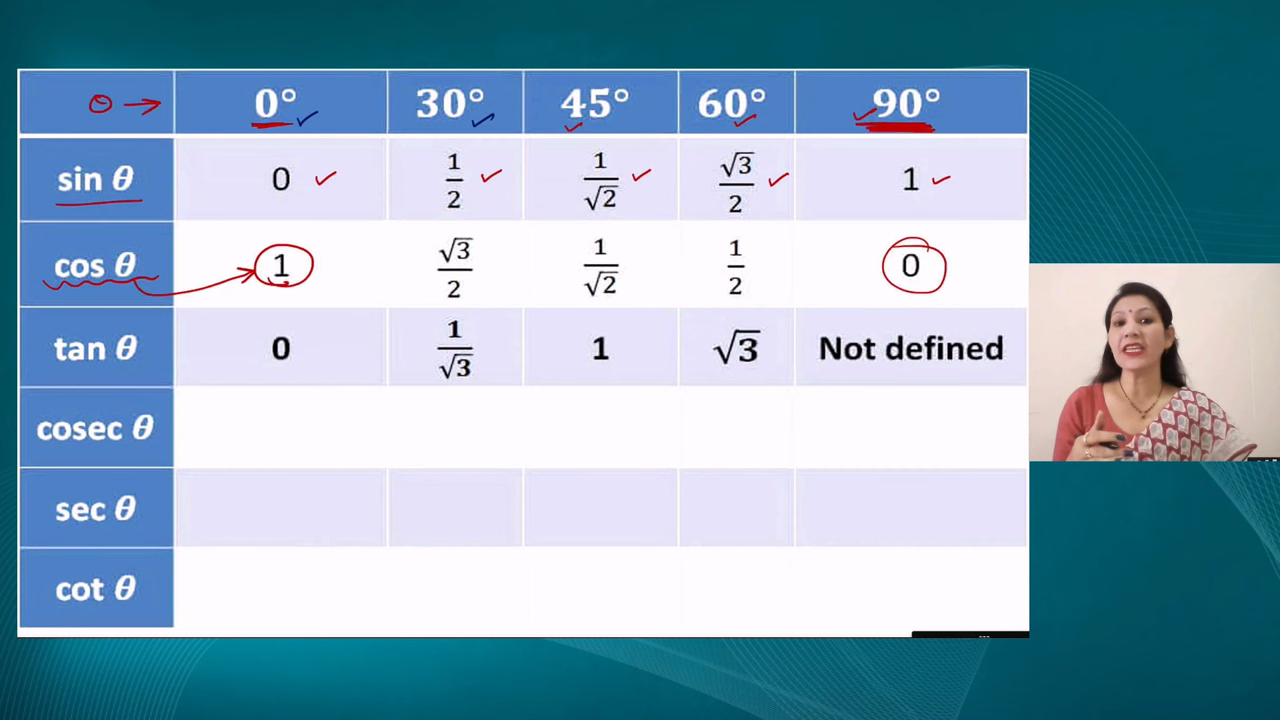 θ → 0° 30° 45° 60° 90°
sin θ 0 1/2 1/√2 √3/2 1
cos θ 1 √3/2 1/√2 1/2 0
tan θ 0 1/√3 1 √3 Not defined
cosec θ
sec θ
cot θ